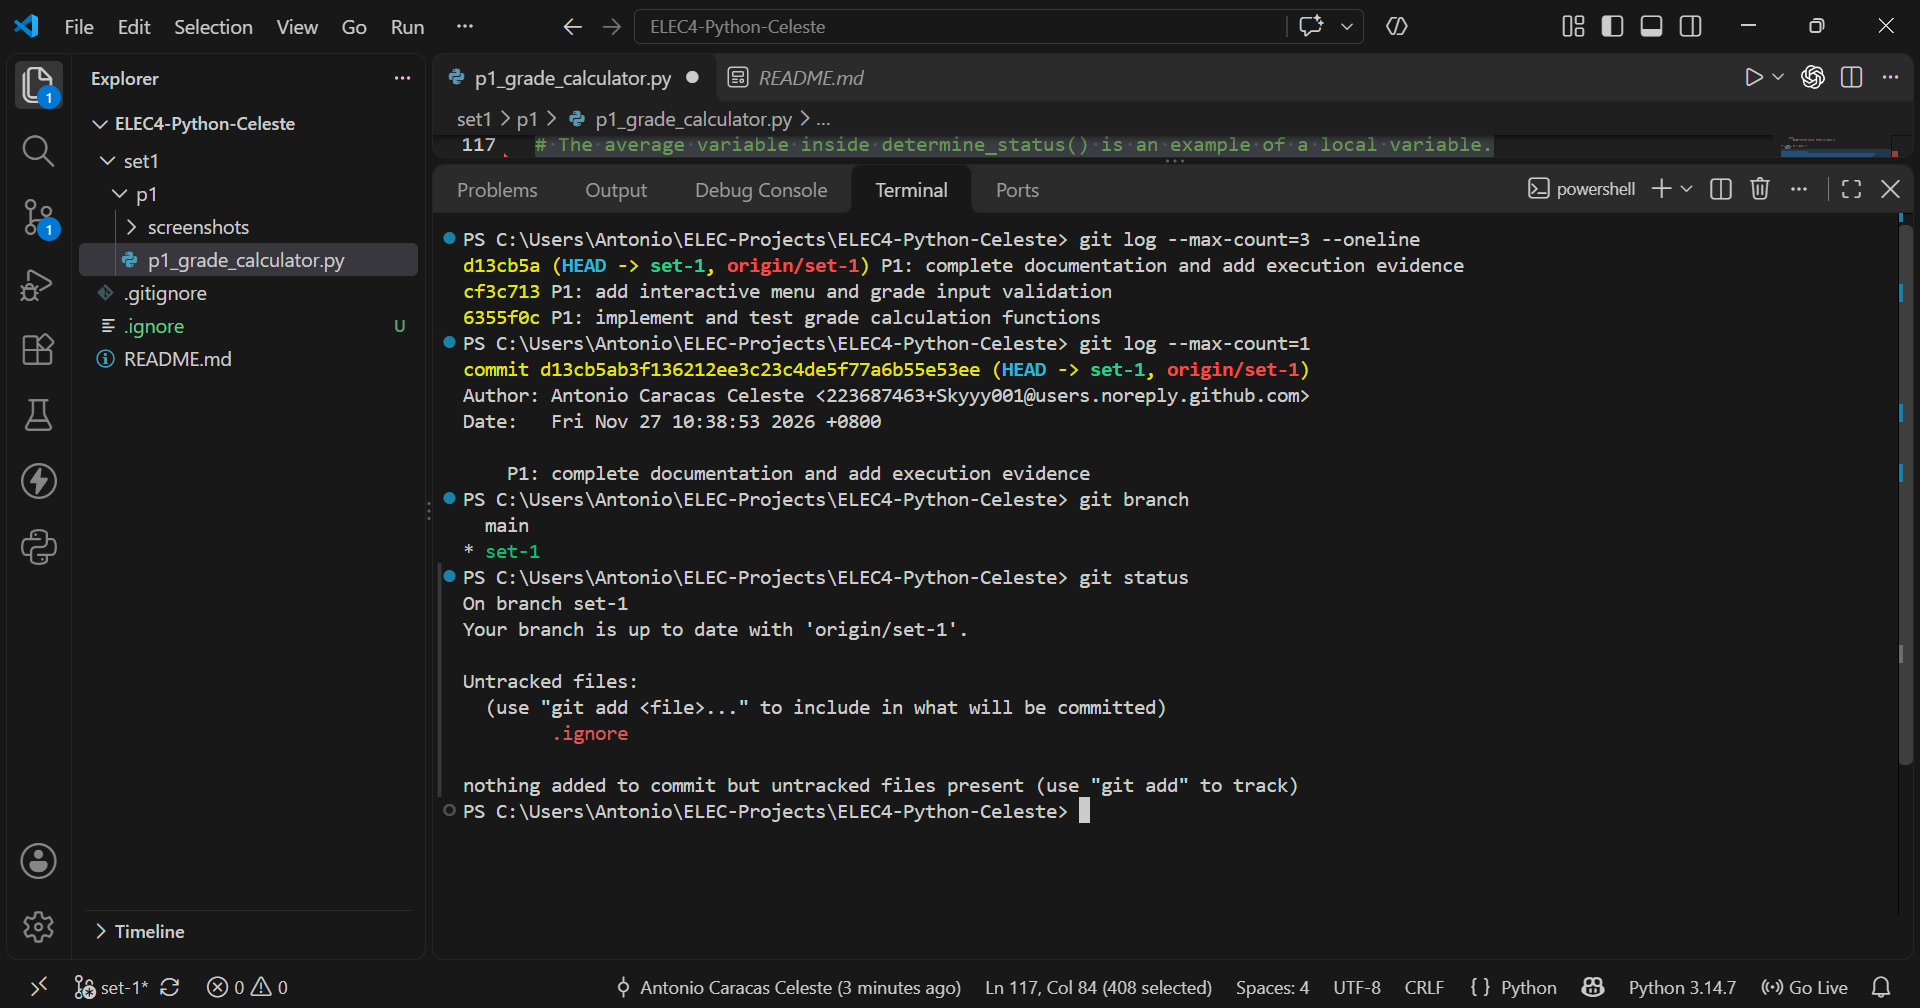 File Edit Selection View Go Run ··· ELEC4-Python-Celeste
Explorer ···
1
ELEC4-Python-Celeste
set1
p1
screenshots
1
p1_grade_calculator.py
.gitignore
.ignore U
README.md
Timeline
p1_grade_calculator.py README.md
set1 > p1 > p1_grade_calculator.py > ...
117 # The average variable inside determine_status() is an example of a local variable.
Problems Output Debug Console Terminal Ports powershell
PS C:\Users\Antonio\ELEC-Projects\ELEC4-Python-Celeste> git log --max-count=3 --oneline
d13cb5a (HEAD -> set-1, origin/set-1) P1: complete documentation and add execution evidence
cf3c713 P1: add interactive menu and grade input validation
6355f0c P1: implement and test grade calculation functions
PS C:\Users\Antonio\ELEC-Projects\ELEC4-Python-Celeste> git log --max-count=1
commit d13cb5ab3f136212ee3c23c4de5f77a6b55e53ee (HEAD -> set-1, origin/set-1)
Author: Antonio Caracas Celeste <223687463+Skyyy001@users.noreply.github.com>
Date:   Fri Nov 27 10:38:53 2026 +0800
P1: complete documentation and add execution evidence
PS C:\Users\Antonio\ELEC-Projects\ELEC4-Python-Celeste> git branch
main
* set-1
PS C:\Users\Antonio\ELEC-Projects\ELEC4-Python-Celeste> git status
On branch set-1
Your branch is up to date with 'origin/set-1'.
Untracked files:
(use "git add <file>..." to include in what will be committed)
.ignore
nothing added to commit but untracked files present (use "git add" to track)
PS C:\Users\Antonio\ELEC-Projects\ELEC4-Python-Celeste>
set-1* 0 0 Antonio Caracas Celeste (3 minutes ago) Ln 117, Col 84 (408 selected) Spaces: 4 UTF-8 CRLF {} Python Python 3.14.7 Go Live